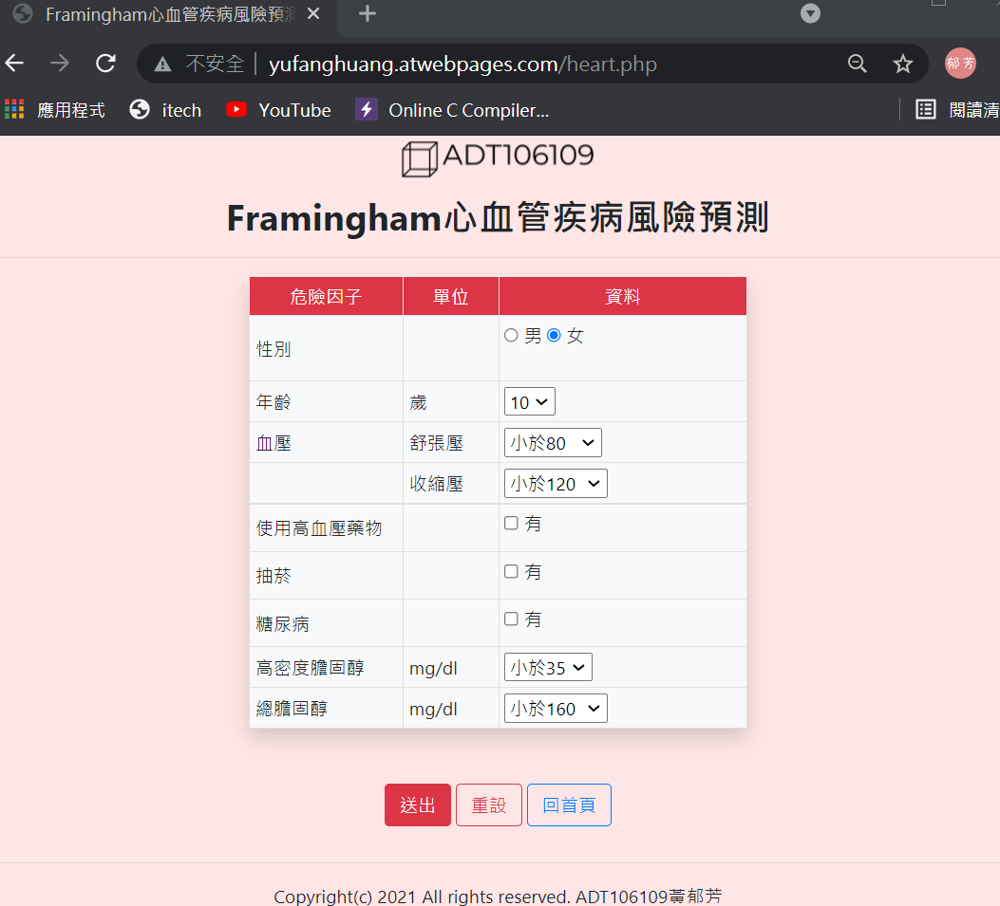 Framingham心血管疾病風險預測
不安全 yufanghuang.atwebpages.com/heart.php 郁芳
應用程式 itech YouTube Online C Compiler... 閱讀清
ADT106109
Framingham心血管疾病風險預測
危險因子 單位 資料
性別 男 女
年齡 歲 10
血壓 舒張壓 小於80
收縮壓 小於120
使用高血壓藥物 有
抽菸 有
糖尿病 有
高密度膽固醇 mg/dl 小於35
總膽固醇 mg/dl 小於160
送出 重設 回首頁
Copyright(c) 2021 All rights reserved. ADT106109黃郁芳